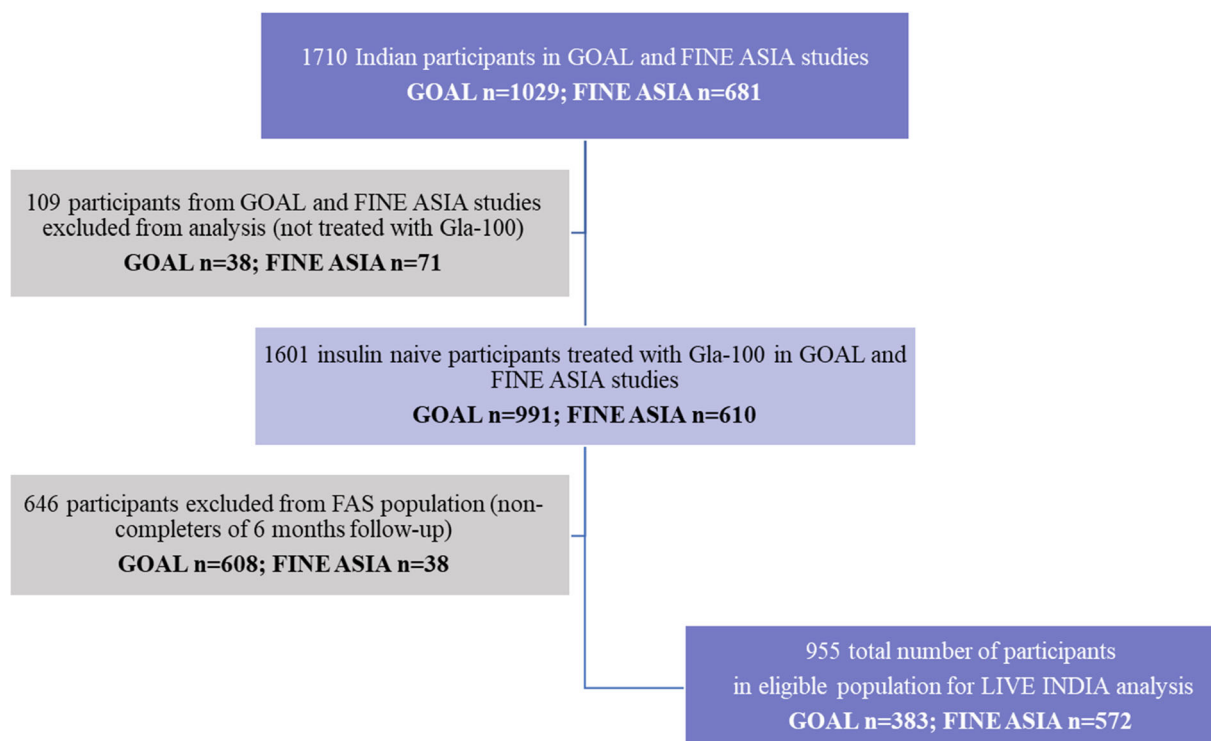 1710 Indian participants in GOAL and FINE ASIA studies
GOAL n=1029; FINE ASIA n=681
109 participants from GOAL and FINE ASIA studies
excluded from analysis (not treated with Gla-100)
GOAL n=38; FINE ASIA n=71
1601 insulin naive participants treated with Gla-100 in GOAL and
FINE ASIA studies
GOAL n=991; FINE ASIA n=610
646 participants excluded from FAS population (non-
completers of 6 months follow-up)
GOAL n=608; FINE ASIA n=38
955 total number of participants
in eligible population for LIVE INDIA analysis
GOAL n=383; FINE ASIA n=572